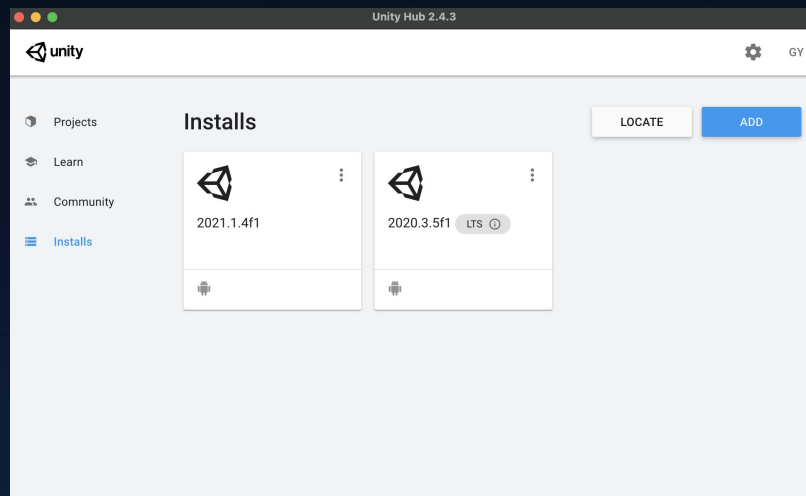 Unity Hub 2.4.3
unity
GY
Projects
Learn
Community
Installs
Installs
LOCATE
ADD
2021.1.4f1
2020.3.5f1 LTS